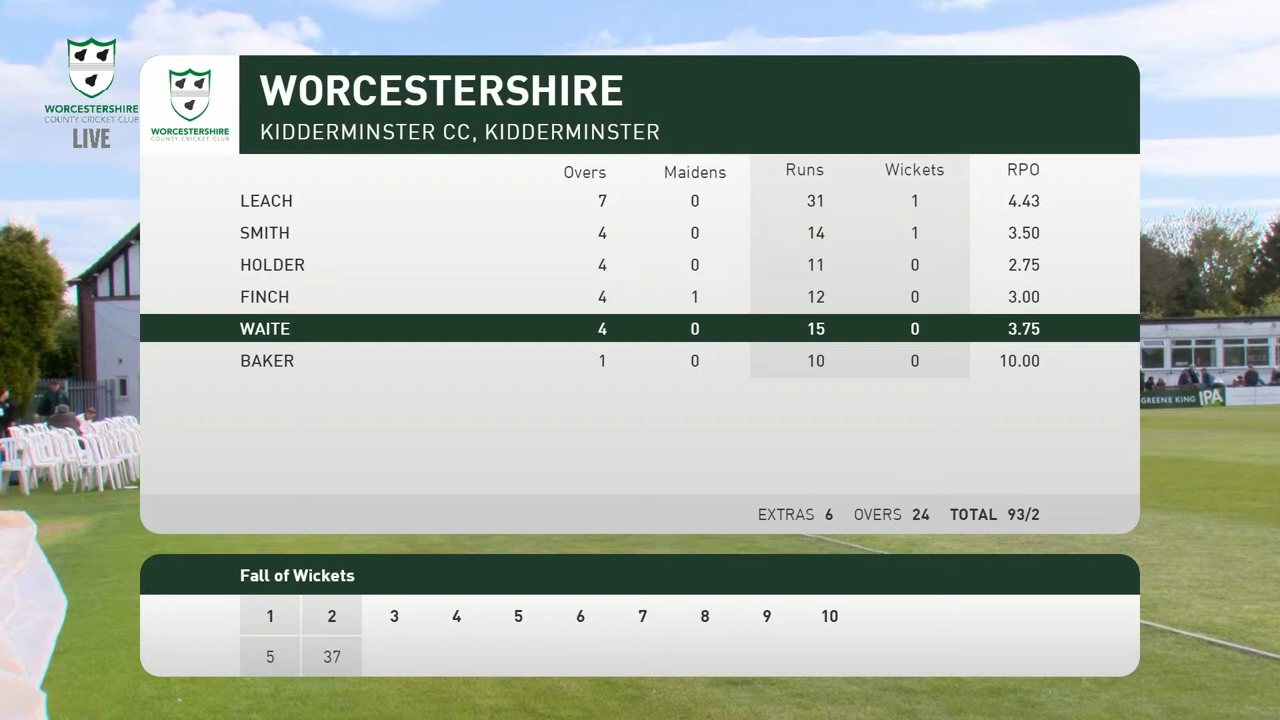 WORCESTERSHIRE
COUNTY CRICKET CLUB
LIVE
WORCESTERSHIRE
COUNTY CRICKET CLUB
WORCESTERSHIRE
KIDDERMINSTER CC, KIDDERMINSTER
Overs Maidens Runs Wickets RPO
LEACH 7 0 31 1 4.43
SMITH 4 0 14 1 3.50
HOLDER 4 0 11 0 2.75
FINCH 4 1 12 0 3.00
WAITE 4 0 15 0 3.75
BAKER 1 0 10 0 10.00
EXTRAS 6 OVERS 24 TOTAL 93/2
GREENE KING IPA
Fall of Wickets
1 2 3 4 5 6 7 8 9 10
5 37